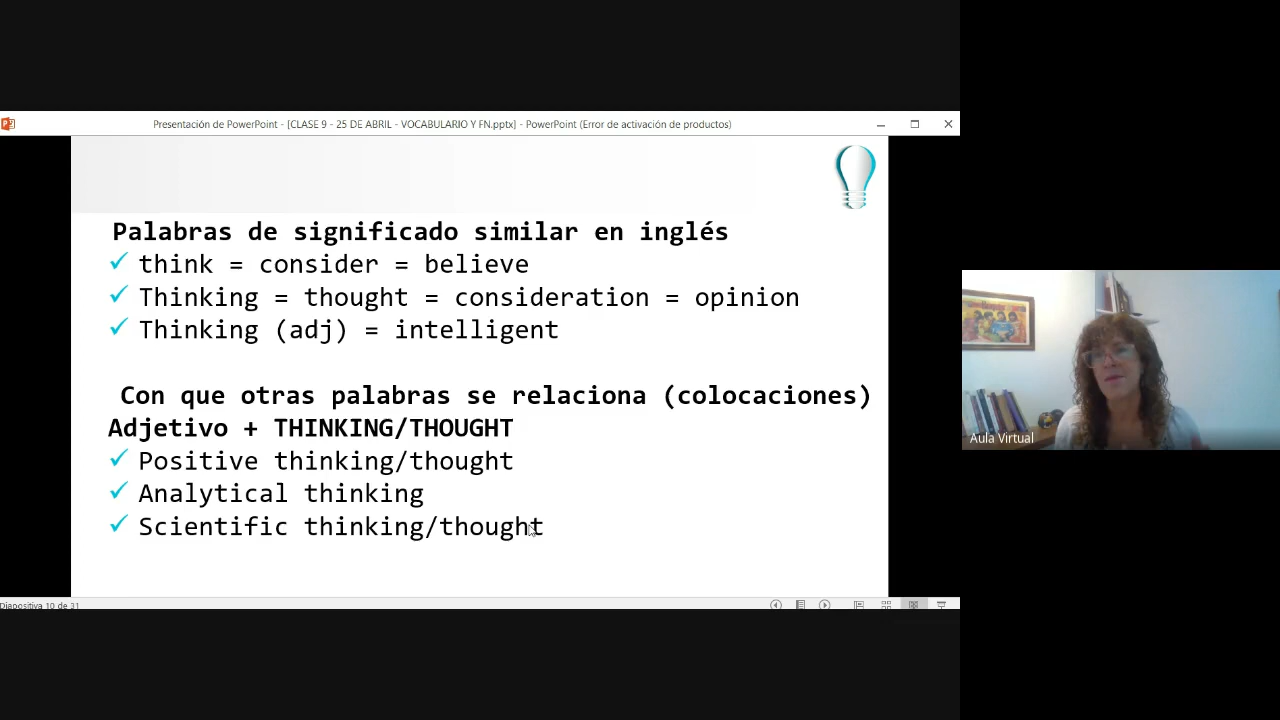 Presentación de PowerPoint - [CLASE 9 - 25 DE ABRIL - VOCABULARIO Y FN.pptx] - PowerPoint (Error de activación de productos)
Palabras de significado similar en inglés
think = consider = believe
Thinking = thought = consideration = opinion
Thinking (adj) = intelligent
Con que otras palabras se relaciona (colocaciones)
Adjetivo + THINKING/THOUGHT
Positive thinking/thought
Analytical thinking
Scientific thinking/thought
Diapositiva 10 de 31
Aula Virtual